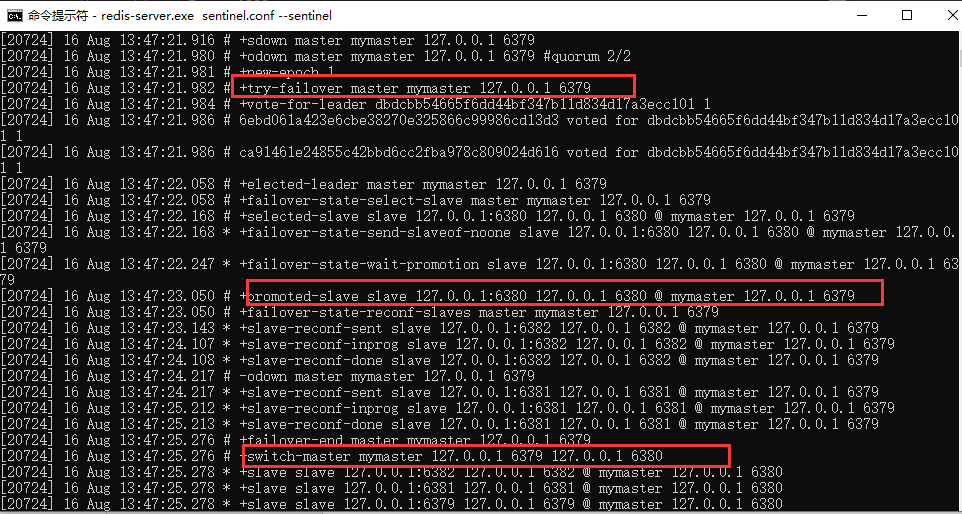 命令提示符 - redis-server.exe sentinel.conf --sentinel
[20724] 16 Aug 13:47:21.916 # +sdown master mymaster 127.0.0.1 6379
[20724] 16 Aug 13:47:21.980 # +odown master mymaster 127.0.0.1 6379 #quorum 2/2
[20724] 16 Aug 13:47:21.981 # +new-epoch 1
[20724] 16 Aug 13:47:21.982 # +try-failover master mymaster 127.0.0.1 6379
[20724] 16 Aug 13:47:21.984 # +vote-for-leader dbdcbb54665f6dd44bf347b11d834d17a3ecc101 1
[20724] 16 Aug 13:47:21.986 # 6ebd061a423e6cbe38270e325866c99986cd13d3 voted for dbdcbb54665f6dd44bf347b11d834d17a3ecc10
1 1
[20724] 16 Aug 13:47:21.986 # ca91461e24855c42bbd6cc2fba978c809024d616 voted for dbdcbb54665f6dd44bf347b11d834d17a3ecc10
1 1
[20724] 16 Aug 13:47:22.058 # +elected-leader master mymaster 127.0.0.1 6379
[20724] 16 Aug 13:47:22.058 # +failover-state-select-slave master mymaster 127.0.0.1 6379
[20724] 16 Aug 13:47:22.168 # +selected-slave slave 127.0.0.1:6380 127.0.0.1 6380 @ mymaster 127.0.0.1 6379
[20724] 16 Aug 13:47:22.168 * +failover-state-send-slaveof-noone slave 127.0.0.1:6380 127.0.0.1 6380 @ mymaster 127.0.0.
1 6379
[20724] 16 Aug 13:47:22.247 * +failover-state-wait-promotion slave 127.0.0.1:6380 127.0.0.1 6380 @ mymaster 127.0.0.1 63
79
[20724] 16 Aug 13:47:23.050 # +promoted-slave slave 127.0.0.1:6380 127.0.0.1 6380 @ mymaster 127.0.0.1 6379
[20724] 16 Aug 13:47:23.050 # +failover-state-reconf-slaves master mymaster 127.0.0.1 6379
[20724] 16 Aug 13:47:23.143 * +slave-reconf-sent slave 127.0.0.1:6382 127.0.0.1 6382 @ mymaster 127.0.0.1 6379
[20724] 16 Aug 13:47:24.107 * +slave-reconf-inprog slave 127.0.0.1:6382 127.0.0.1 6382 @ mymaster 127.0.0.1 6379
[20724] 16 Aug 13:47:24.108 * +slave-reconf-done slave 127.0.0.1:6382 127.0.0.1 6382 @ mymaster 127.0.0.1 6379
[20724] 16 Aug 13:47:24.217 # -odown master mymaster 127.0.0.1 6379
[20724] 16 Aug 13:47:24.217 * +slave-reconf-sent slave 127.0.0.1:6381 127.0.0.1 6381 @ mymaster 127.0.0.1 6379
[20724] 16 Aug 13:47:25.212 * +slave-reconf-inprog slave 127.0.0.1:6381 127.0.0.1 6381 @ mymaster 127.0.0.1 6379
[20724] 16 Aug 13:47:25.213 * +slave-reconf-done slave 127.0.0.1:6381 127.0.0.1 6381 @ mymaster 127.0.0.1 6379
[20724] 16 Aug 13:47:25.276 # +failover-end master mymaster 127.0.0.1 6379
[20724] 16 Aug 13:47:25.276 # +switch-master mymaster 127.0.0.1 6379 127.0.0.1 6380
[20724] 16 Aug 13:47:25.278 * +slave slave 127.0.0.1:6382 127.0.0.1 6382 @ mymaster 127.0.0.1 6380
[20724] 16 Aug 13:47:25.278 * +slave slave 127.0.0.1:6381 127.0.0.1 6381 @ mymaster 127.0.0.1 6380
[20724] 16 Aug 13:47:25.278 * +slave slave 127.0.0.1:6379 127.0.0.1 6379 @ mymaster 127.0.0.1 6380